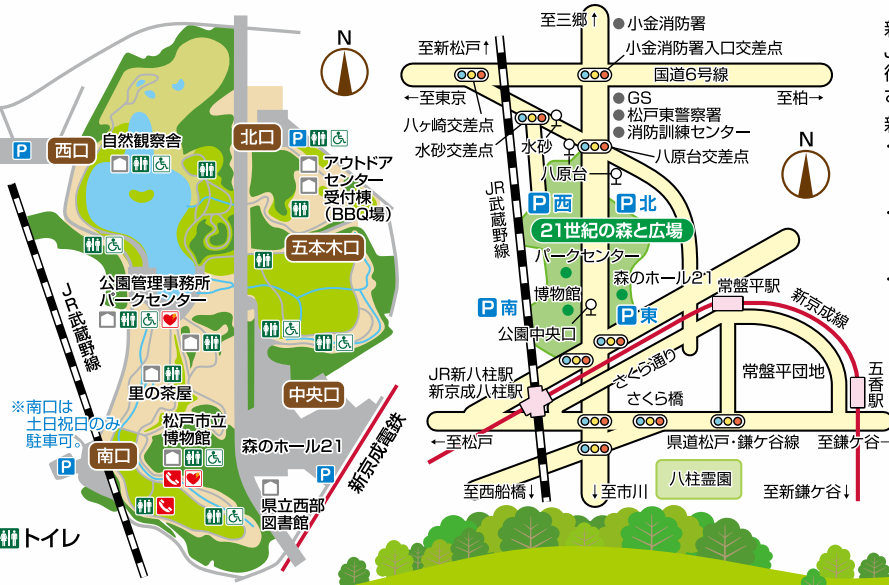 N
P
西口
自然観察舎
北口
P
アウトドア
センター
受付棟
(BBQ場)
五本木口
公園管理事務所
パークセンター
JR武蔵野線
里の茶屋
※南口は
土日祝日のみ
駐車可。
松戸市立
博物館
中央口
南口
P
森のホール21
P
新京成電鉄
県立西部
図書館
トイレ
至三郷↑
小金消防署
至新松戸↑
小金消防署入口交差点
国道6号線
←至東京
至柏→
GS
松戸東警察署
消防訓練センター
八ヶ崎交差点
水砂交差点
水砂
八原台交差点
N
八原台
JR武蔵野線
P西
P北
21世紀の森と広場
パークセンター
森のホール21
常盤平駅
博物館
P南
P東
新京成線
公園中央口
さくら通り
JR新八柱駅
新京成八柱駅
常盤平団地
五香駅
さくら橋
←至松戸
県道松戸・鎌ケ谷線
至鎌ケ谷→
八柱霊園
至西船橋↓
↓至市川
至新鎌ケ谷↓